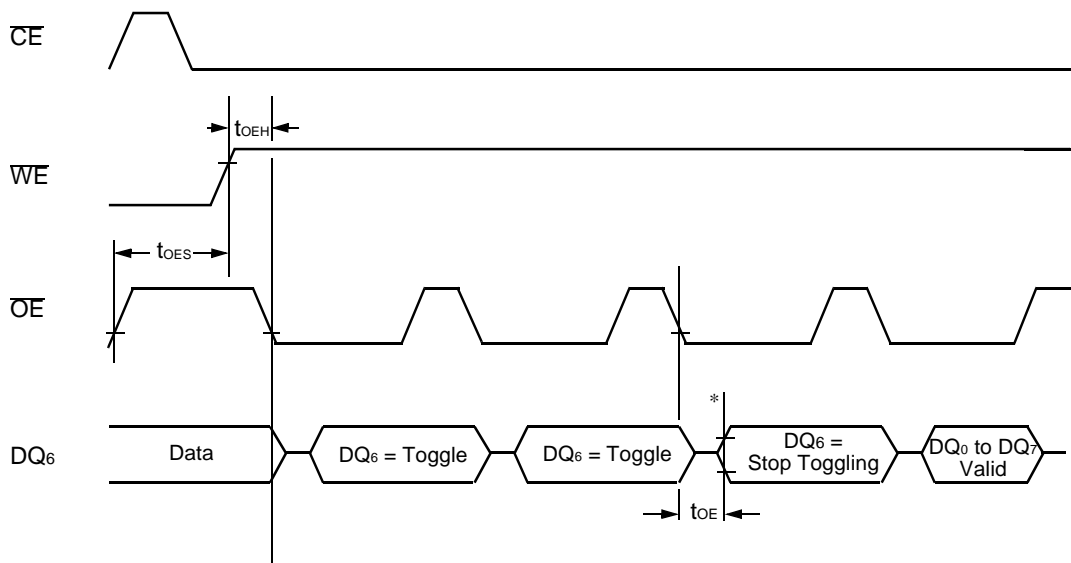 CE
tOEH
WE
tOES
OE
*
DQ6
Data
DQ6 = Toggle
DQ6 = Toggle
DQ6 =
Stop Toggling
DQ0 to DQ7
Valid
tOE